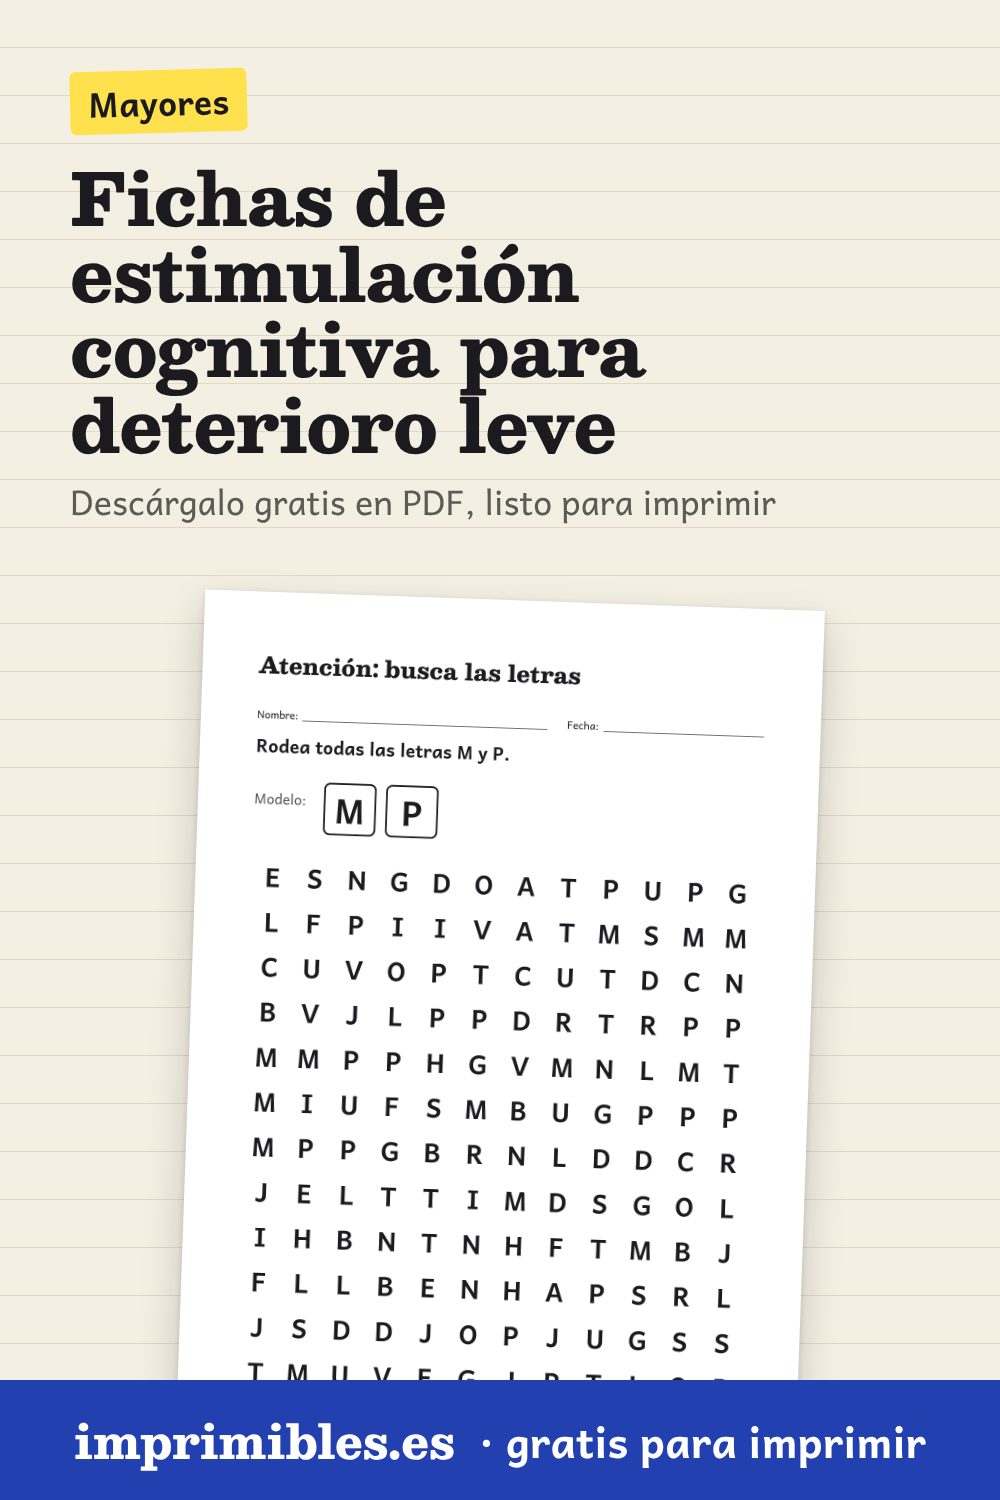 Mayores
Fichas de
estimulación
cognitiva para
deterioro leve
Descárgalo gratis en PDF, listo para imprimir
Atención: busca las letras
Nombre: Fecha:
Rodea todas las letras M y P.
Modelo: M P
E S N G D O A T P U P G
L F P I I V A T M S M M
C U V O P T C U T D C N
B V J L P P D R T R P P
M M P P H G V M N L M T
M I U F S M B U G P P P
M P P G B R N L D D C R
J E L T T I M D S G O L
I H B N T N H F T M B J
F L L B E N H A P S R L
J S D D J O P J U G S S
T M U V
imprimibles.es · gratis para imprimir